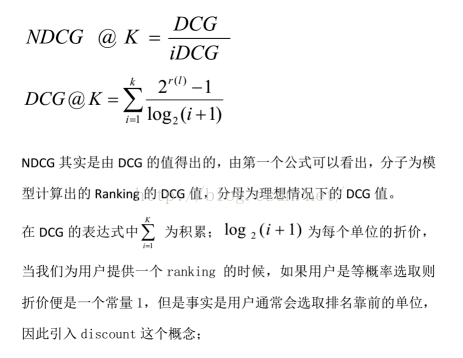 NDCG @ K = DCG / iDCG
DCG@K = ∑_{i=1}^{k} (2^{r(l)} − 1) / log₂(i+1)
NDCG 其实是由 DCG 的值得出的，由第一个公式可以看出，分子为模
型计算出的 Ranking 的 DCG 值，分母为理想情况下的 DCG 值。
在 DCG 的表达式中 ∑_{i=1}^{K} 为积累；log ₂ (i +1) 为每个单位的折价，
当我们为用户提供一个 ranking 的时候，如果用户是等概率选取则
折价便是一个常量 1，但是事实是用户通常会选取排名靠前的单位，
因此引入 discount 这个概念；